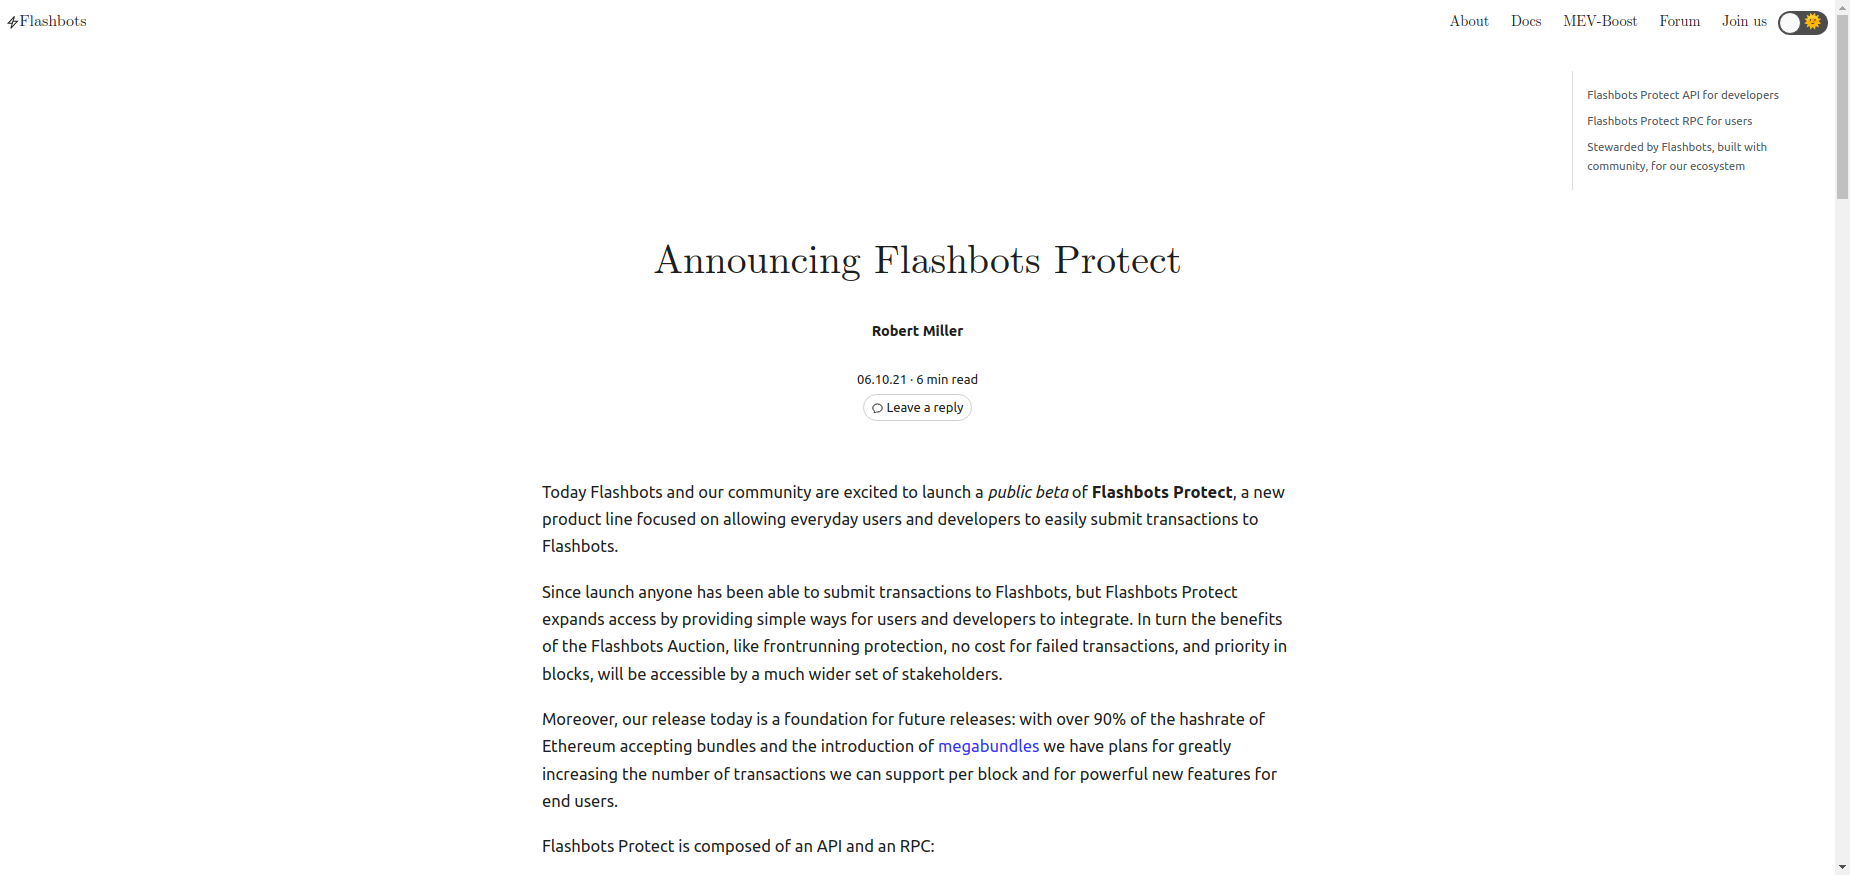 Flashbots
About Docs MEV-Boost Forum Join us
Flashbots Protect API for developers
Flashbots Protect RPC for users
Stewarded by Flashbots, built with
community, for our ecosystem
Announcing Flashbots Protect
Robert Miller
06.10.21 · 6 min read
Leave a reply
Today Flashbots and our community are excited to launch a public beta of Flashbots Protect, a new
product line focused on allowing everyday users and developers to easily submit transactions to
Flashbots.
Since launch anyone has been able to submit transactions to Flashbots, but Flashbots Protect
expands access by providing simple ways for users and developers to integrate. In turn the benefits
of the Flashbots Auction, like frontrunning protection, no cost for failed transactions, and priority in
blocks, will be accessible by a much wider set of stakeholders.
Moreover, our release today is a foundation for future releases: with over 90% of the hashrate of
Ethereum accepting bundles and the introduction of megabundles we have plans for greatly
increasing the number of transactions we can support per block and for powerful new features for
end users.
Flashbots Protect is composed of an API and an RPC: